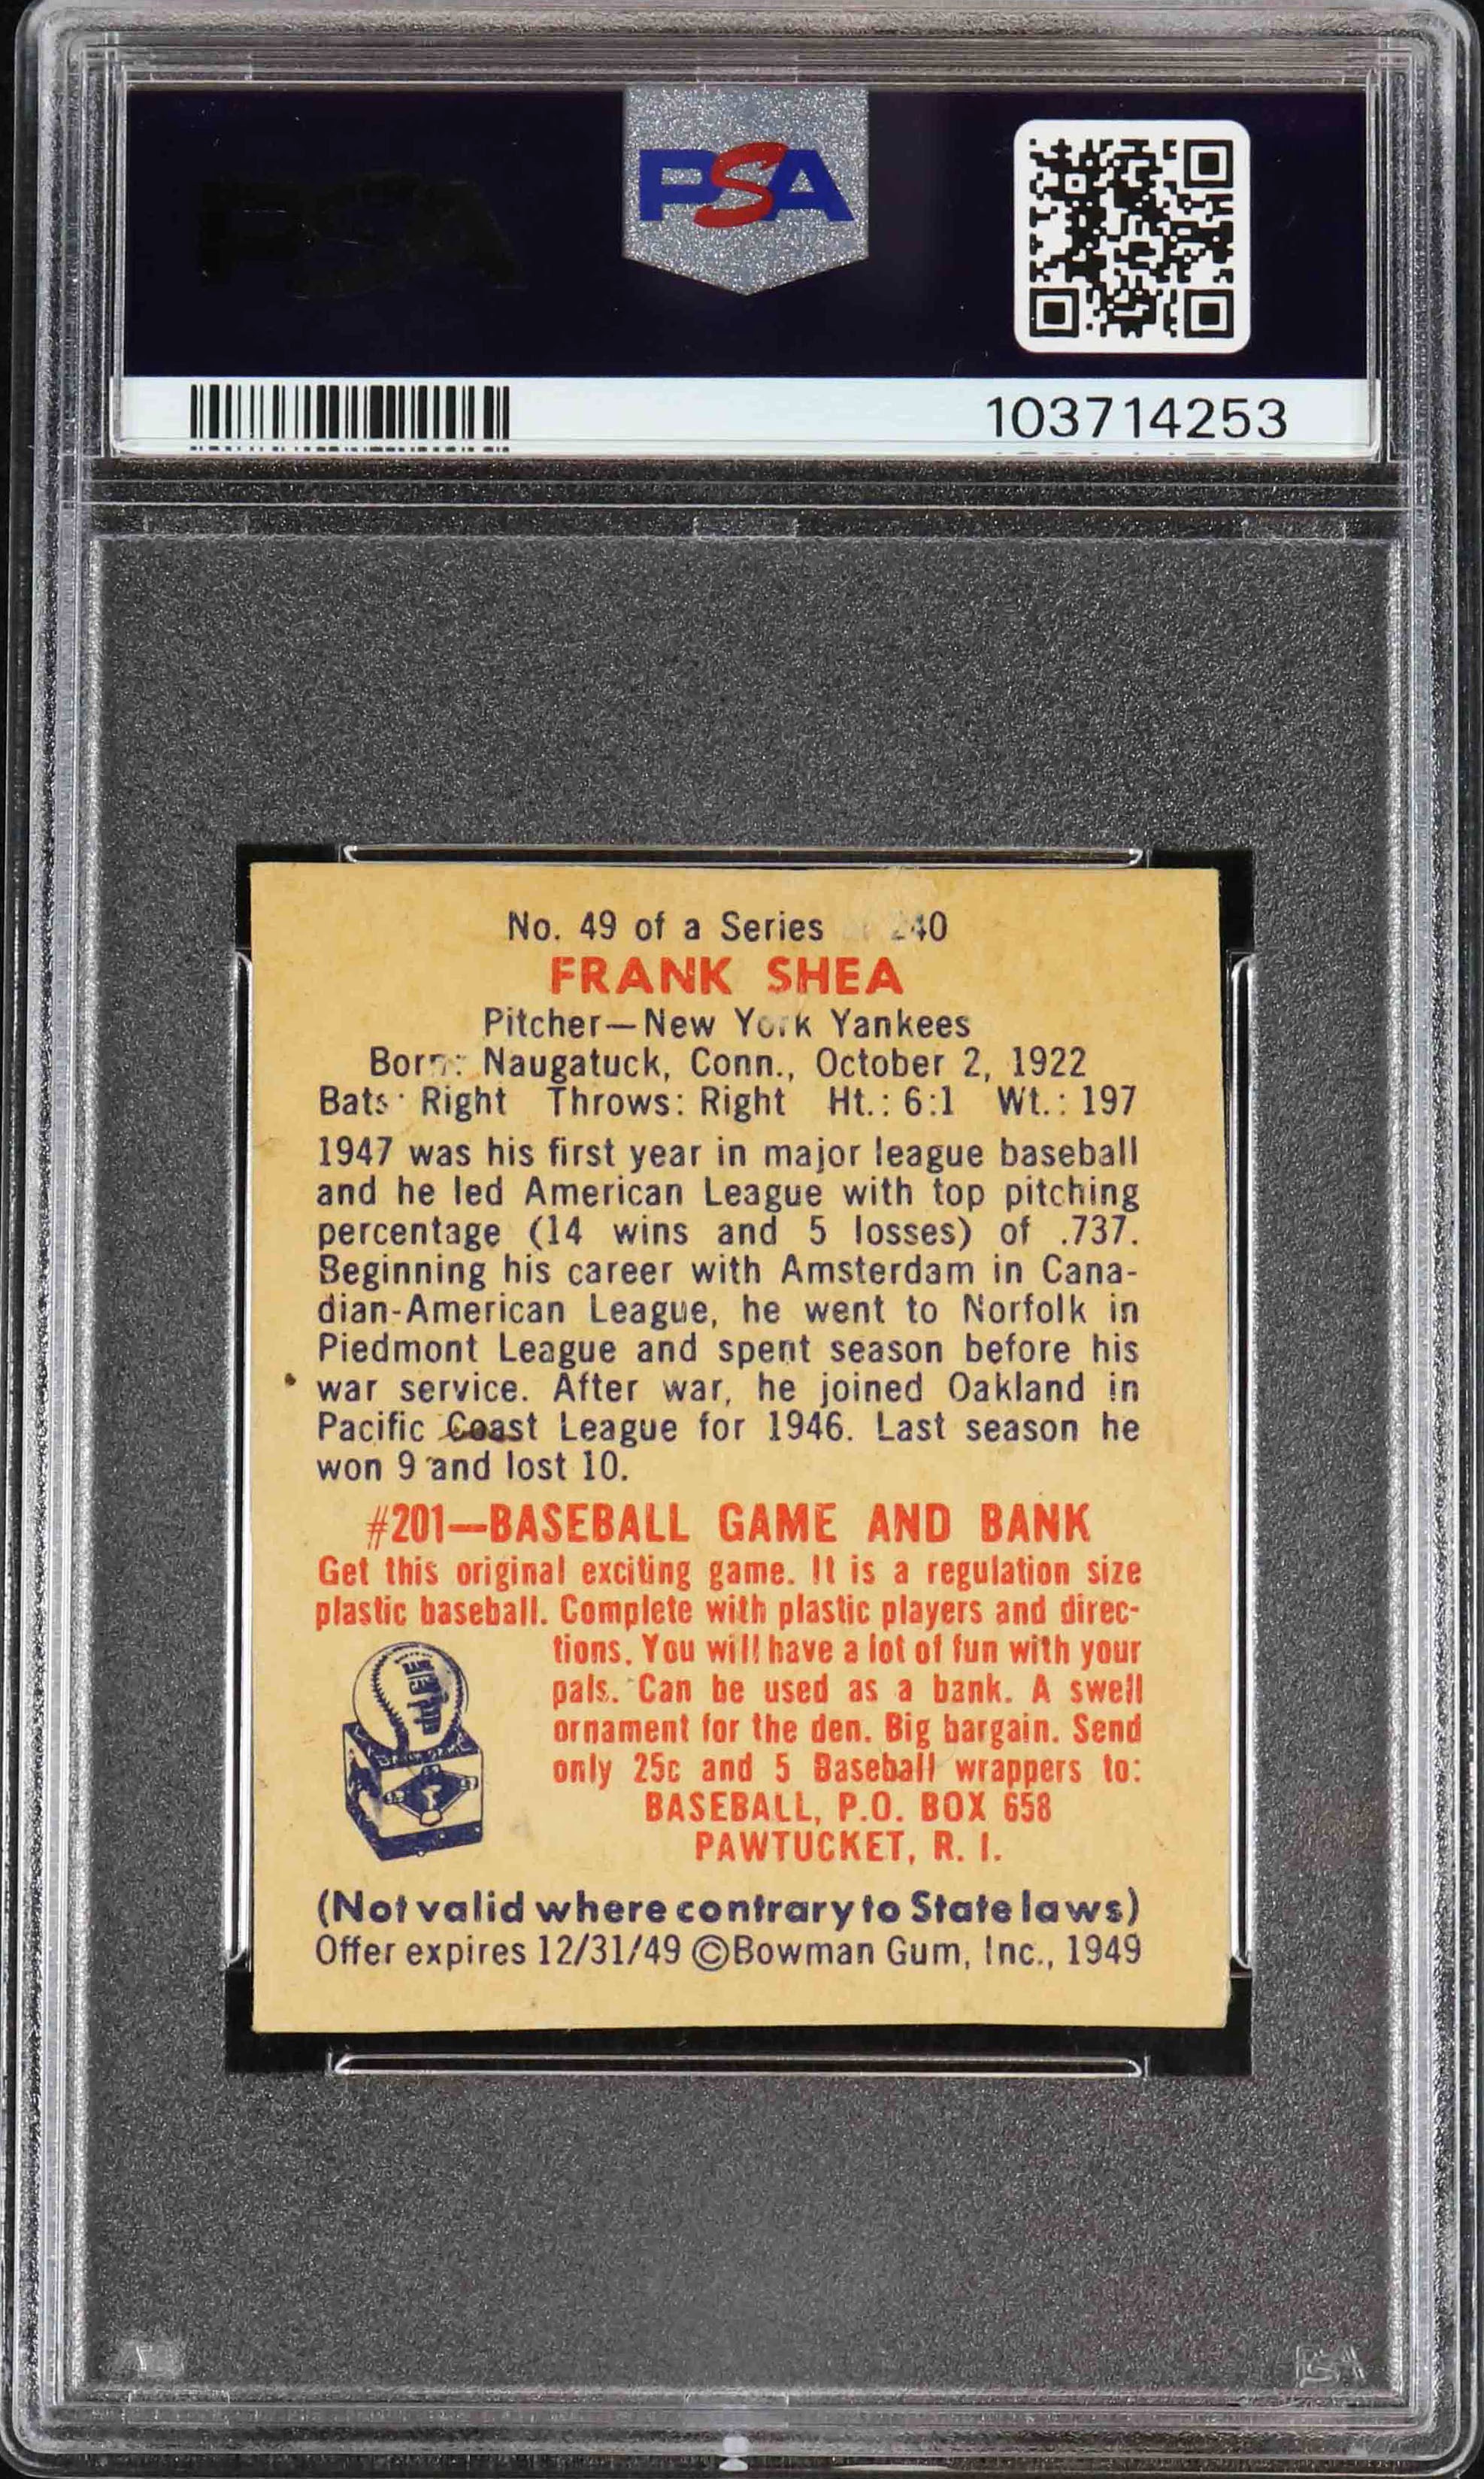 PSA
PSA
103714253
No. 49 of a Series 240
FRANK SHEA
Pitcher—New York Yankees
Born: Naugatuck, Conn., October 2, 1922
Bats: Right Throws: Right Ht.: 6:1 Wt.: 197
1947 was his first year in major league baseball
and he led American League with top pitching
percentage (14 wins and 5 losses) of .737.
Beginning his career with Amsterdam in Cana-
dian-American League, he went to Norfolk in
Piedmont League and spent season before his
war service. After war, he joined Oakland in
Pacific Coast League for 1946. Last season he
won 9 and lost 10.
#201—BASEBALL GAME AND BANK
Get this original exciting game. It is a regulation size
plastic baseball. Complete with plastic players and direc-
tions. You will have a lot of fun with your
pals. Can be used as a bank. A swell
ornament for the den. Big bargain. Send
only 25c and 5 Baseball wrappers to:
BASEBALL, P.O. BOX 658
PAWTUCKET, R. I.
(Not valid where contrary to State laws)
Offer expires 12/31/49 ©Bowman Gum, Inc., 1949
PSA